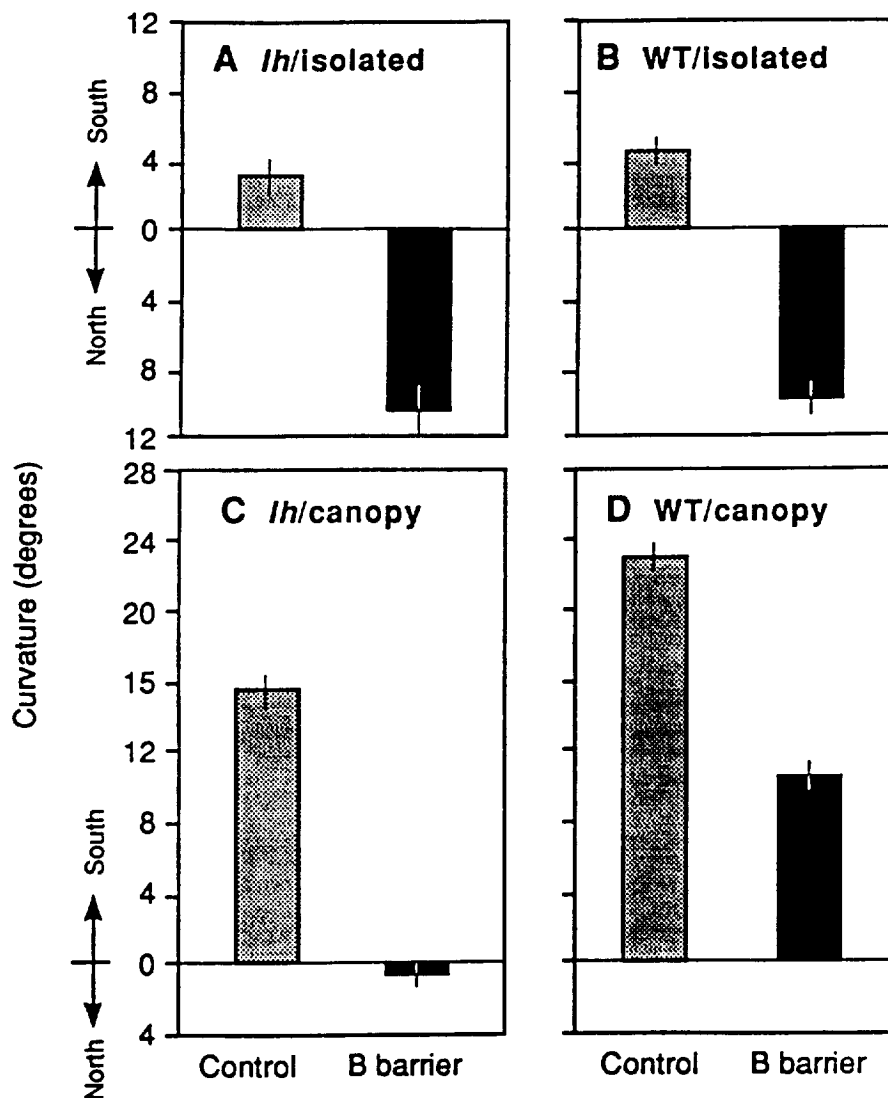 A lh/isolated
B WT/isolated
12
8
4
0
4
8
12
South
North
Curvature (degrees)
C lh/canopy
D WT/canopy
28
24
20
15
12
8
4
0
4
South
North
Control
B barrier
Control
B barrier